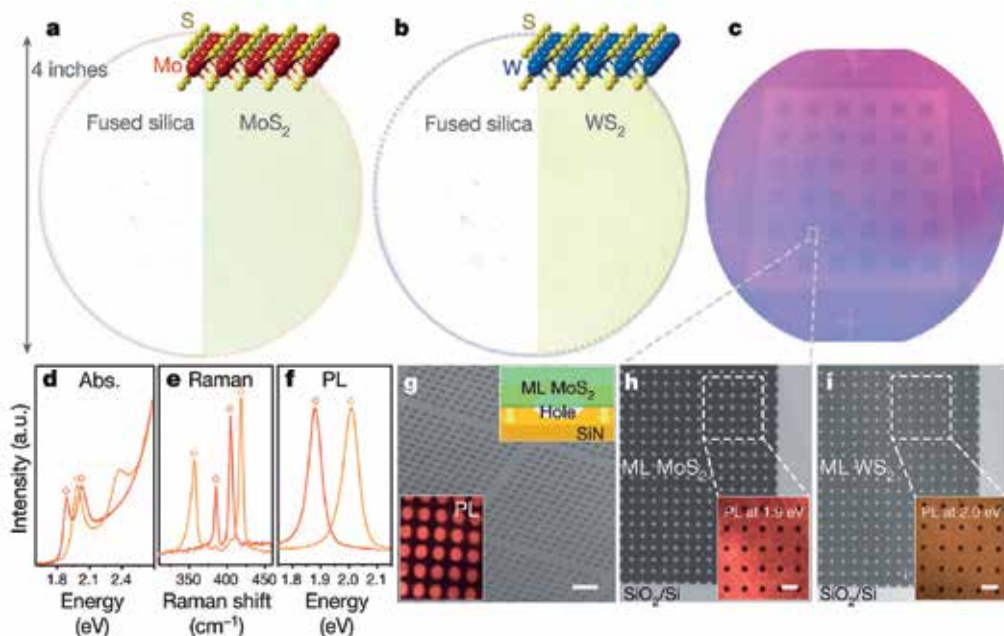 a
S
Mo
4 inches
Fused silica
MoS₂
b
S
W
Fused silica
WS₂
c
d
Abs.
Intensity (a.u.)
1.8 2.1 2.4
Energy
(eV)
e
Raman
350 400 450
Raman shift
(cm⁻¹)
f
PL
1.8 1.9 2.0 2.1
Energy
(eV)
g
ML MoS₂
Hole
SiN
PL
h
ML MoS₂
PL at 1.9 eV
SiO₂/Si
i
ML WS₂
PL at 2.0 eV
SiO₂/Si